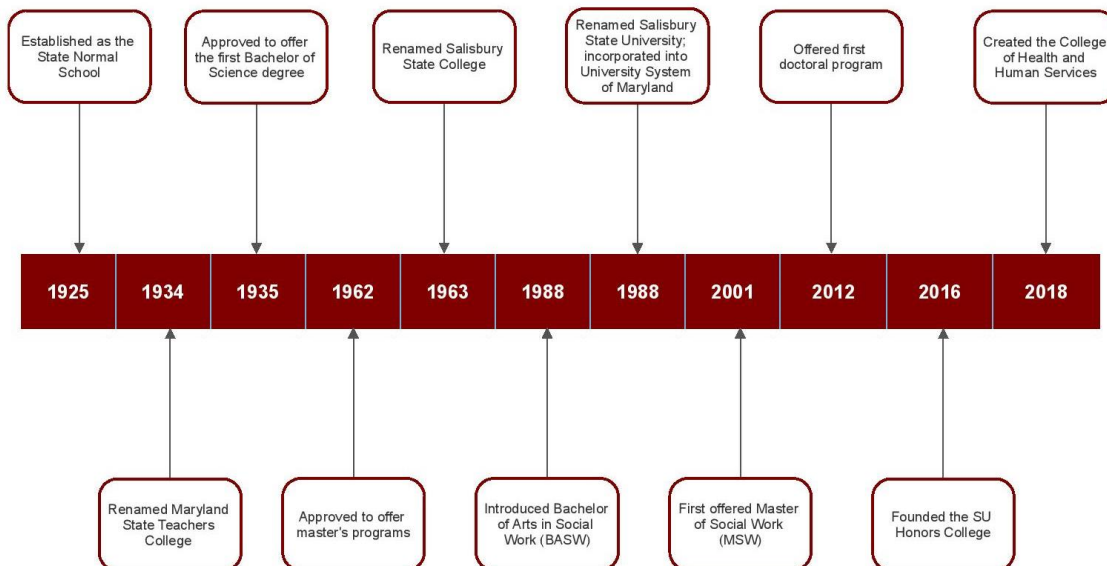 Established as the
State Normal
School
Approved to offer
the first Bachelor of
Science degree
Renamed Salisbury
State College
Renamed Salisbury
State University;
incorporated into
University System
of Maryland
Offered first
doctoral program
Created the College
of Health and
Human Services
1925
1934
1935
1962
1963
1988
1988
2001
2012
2016
2018
Renamed Maryland
State Teachers
College
Approved to offer
master's programs
Introduced Bachelor
of Arts in Social
Work (BASW)
First offered Master
of Social Work
(MSW)
Founded the SU
Honors College